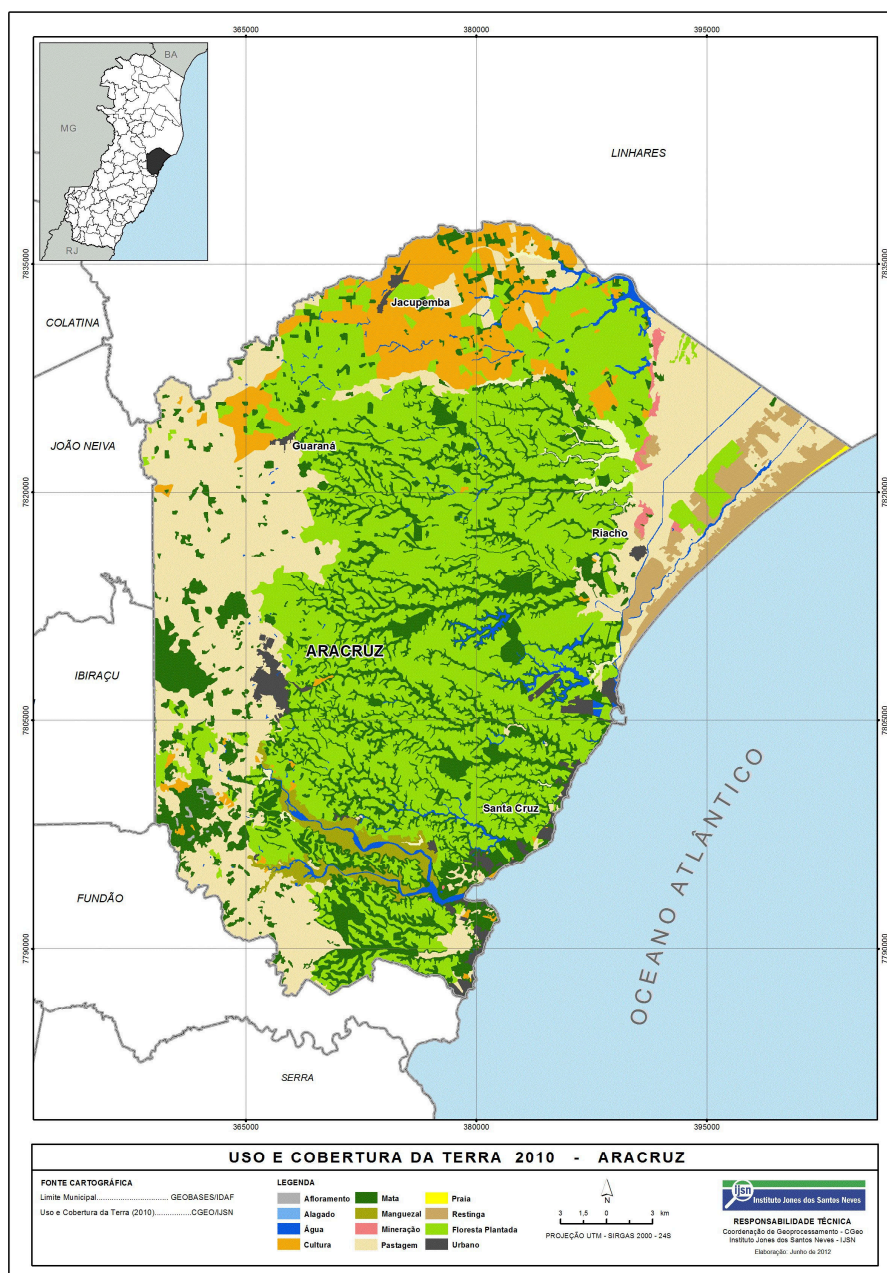 365000 380000 395000
BA
MG
RJ
LINHARES
7835000 7835000
Jacupemba
COLATINA
JOÃO NEIVA
Guaraná
7820000 7820000
Riacho
ARACRUZ
IBIRAÇU
7805000 7805000
Santa Cruz
OCEANO ATLÂNTICO
FUNDÃO
7790000 7790000
SERRA
365000 380000 395000
USO E COBERTURA DA TERRA 2010 - ARACRUZ
FONTE CARTOGRÁFICA
Limite Municipal................................ GEOBASES/IDAF
Uso e Cobertura da Terra (2010)...............CGEO/IJSN
LEGENDA
Afloramento
Alagado
Água
Cultura
Mata
Manguezal
Mineração
Pastagem
Praia
Restinga
Floresta Plantada
Urbano
N
3 1,5 0 3 km
PROJEÇÃO UTM - SIRGAS 2000 - 24S
ijsn Instituto Jones dos Santos Neves
RESPONSABILIDADE TÉCNICA
Coordenação de Geoprocessamento - CGeo
Instituto Jones dos Santos Neves - IJSN
Elaboração: Junho de 2012